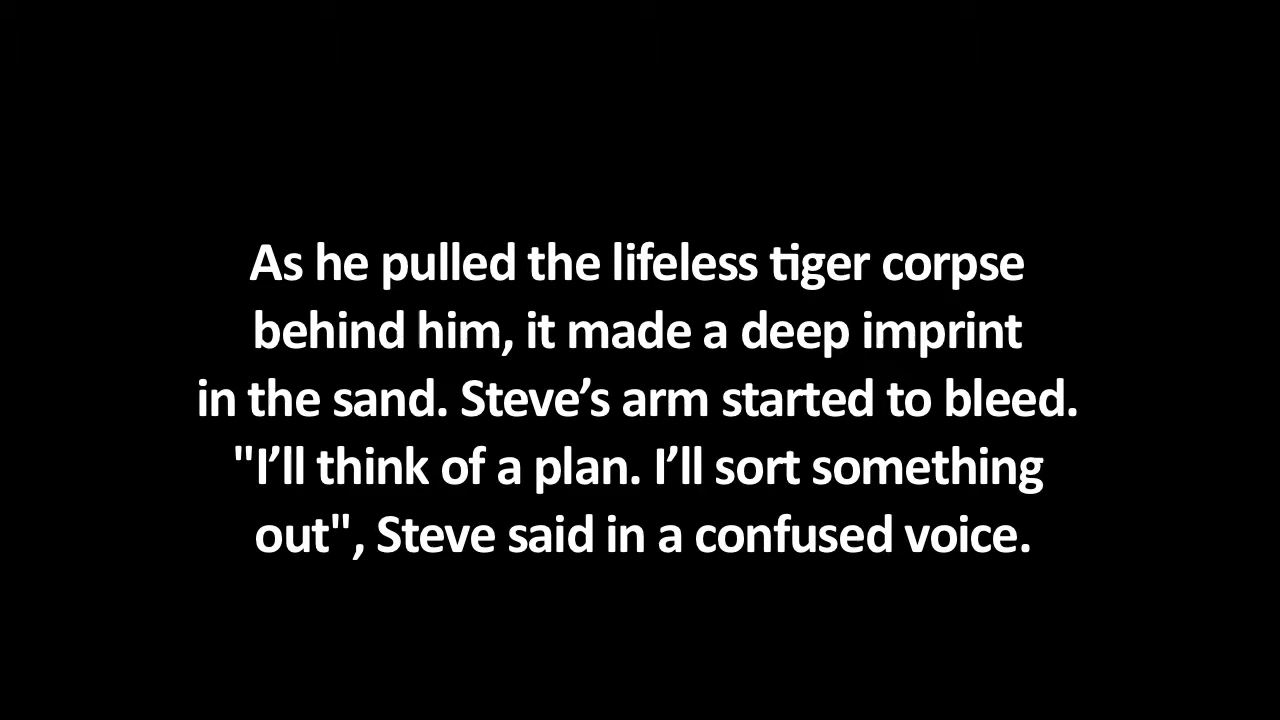 As he pulled the lifeless tiger corpse
behind him, it made a deep imprint
in the sand. Steve’s arm started to bleed.
"I’ll think of a plan. I’ll sort something
out", Steve said in a confused voice.